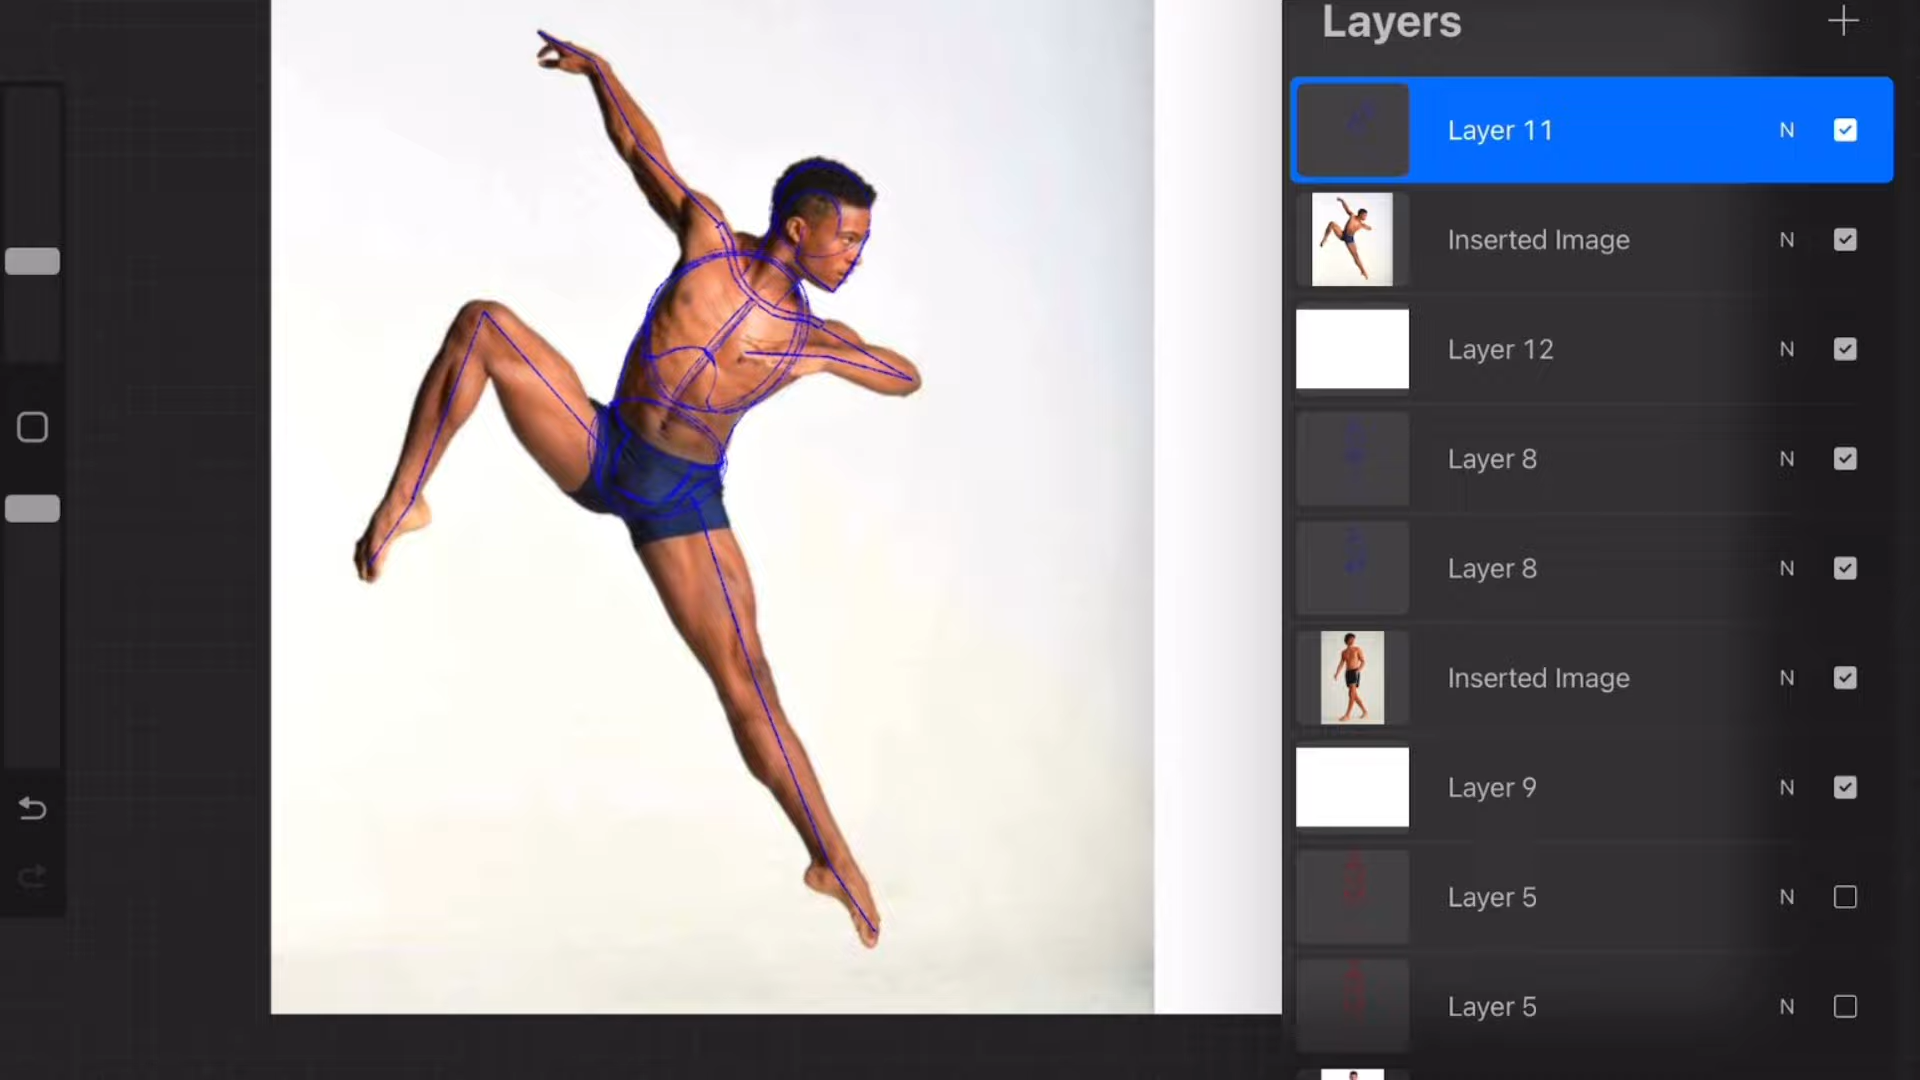 Layers
Layer 11 N
Inserted Image N
Layer 12 N
Layer 8 N
Layer 8 N
Inserted Image N
Layer 9 N
Layer 5 N
Layer 5 N